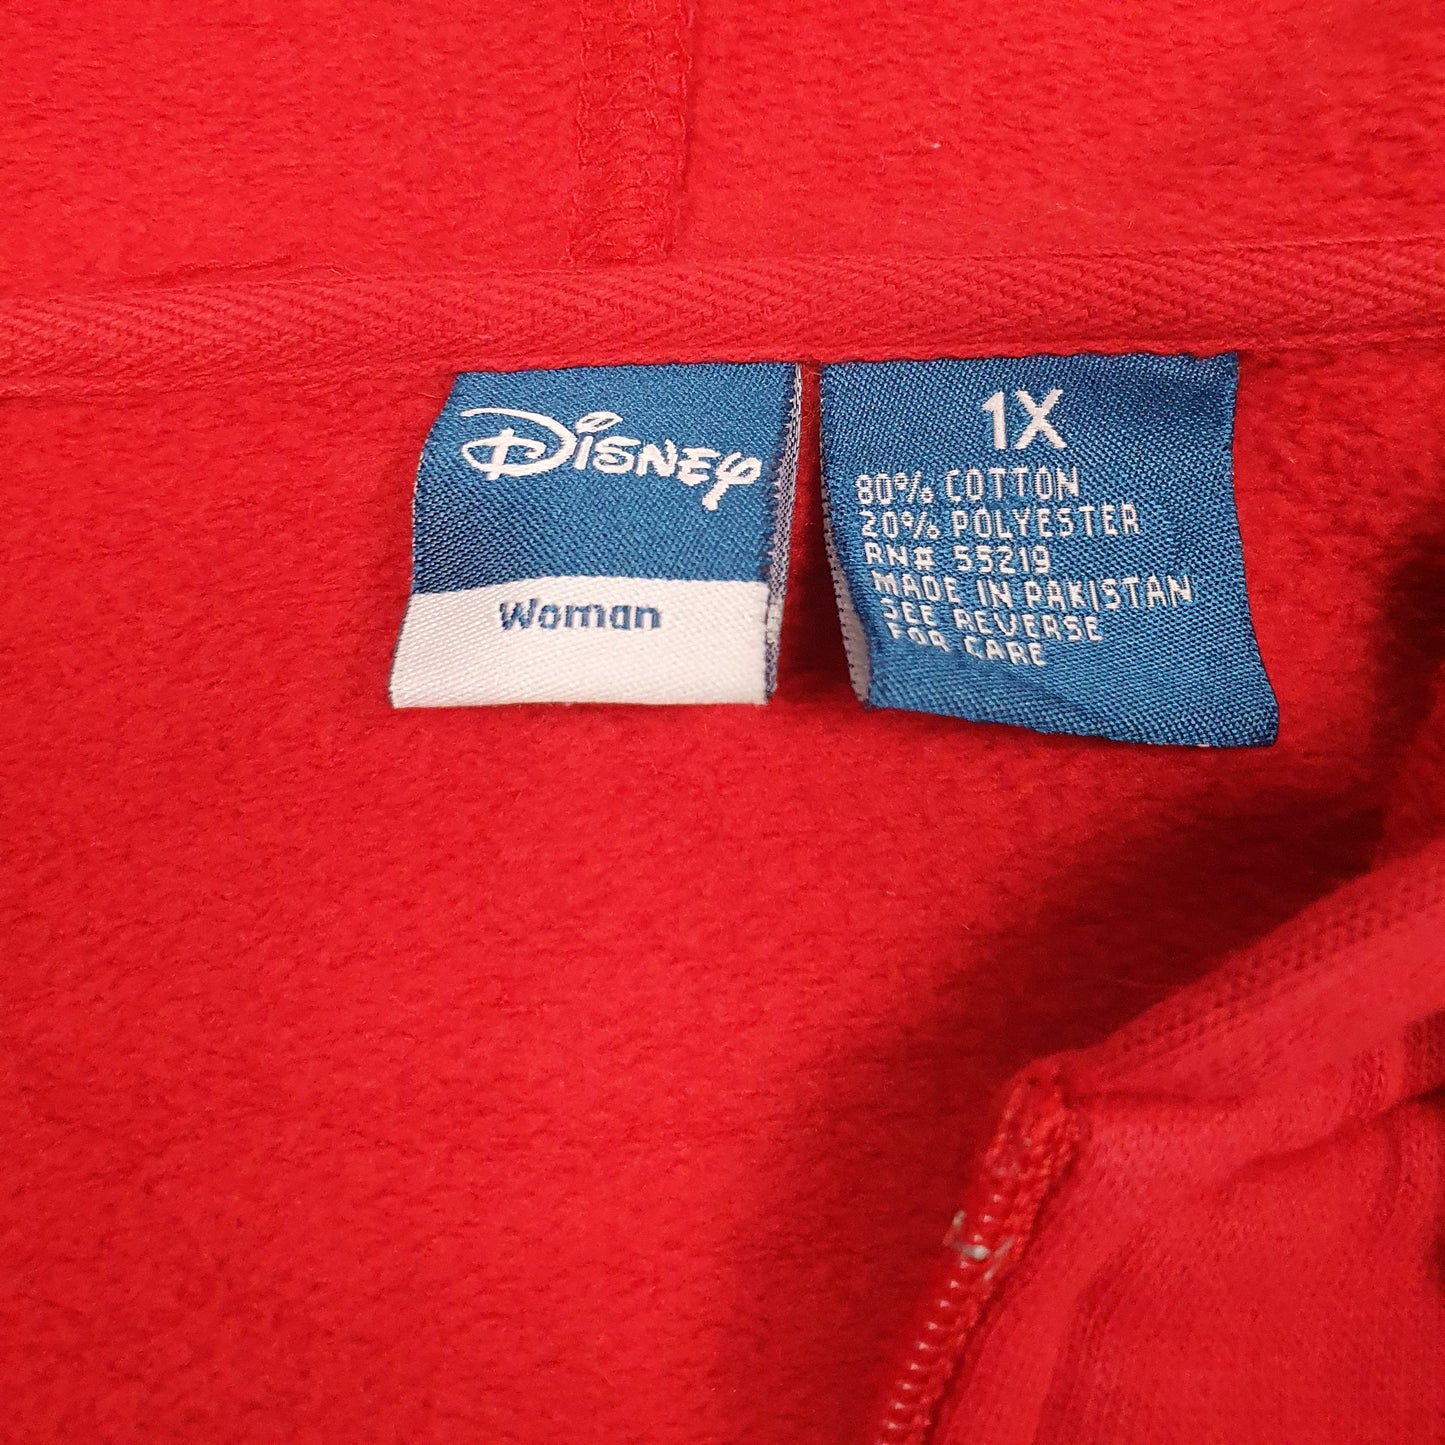 Disney
Woman
1X
80% COTTON
20% POLYESTER
RN# 55219
MADE IN PAKISTAN
SEE REVERSE
FOR CARE